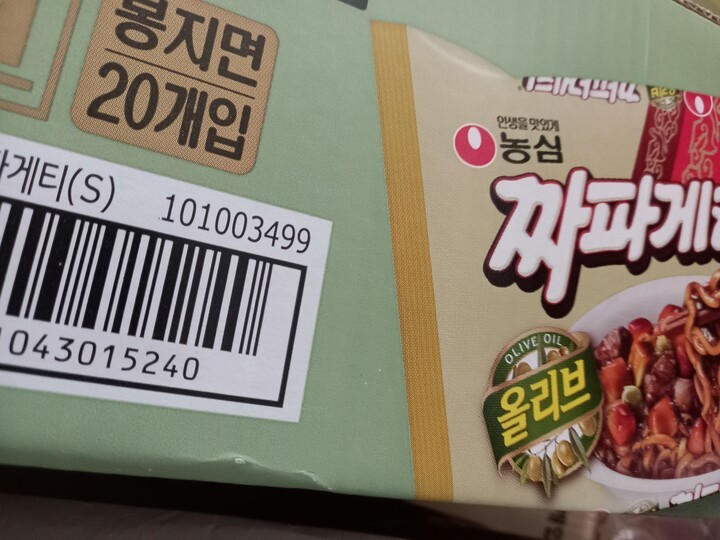 봉지면
20개입
게티(S)
101003499
1043015240
인생을 맛있게
농심
짜파게
OLIVE OIL
올리브